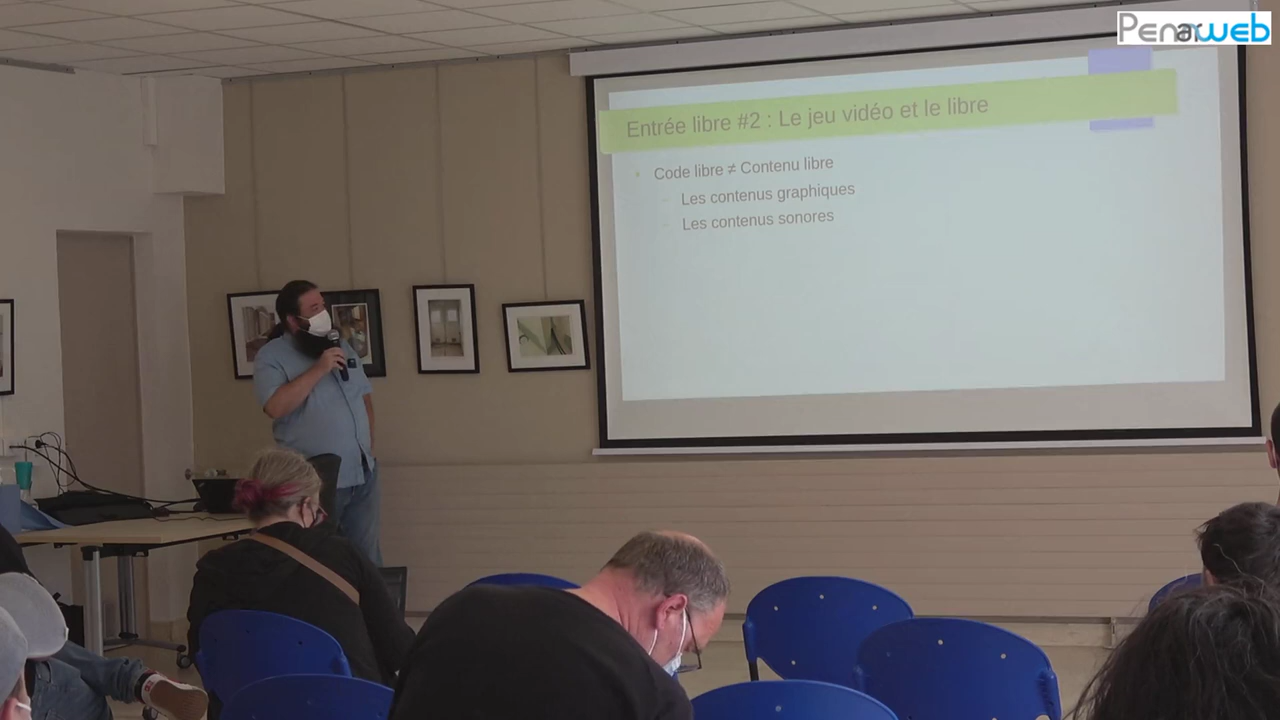 Penarweb
Entrée libre #2 : Le jeu vidéo et le libre
Code libre ≠ Contenu libre
Les contenus graphiques
Les contenus sonores